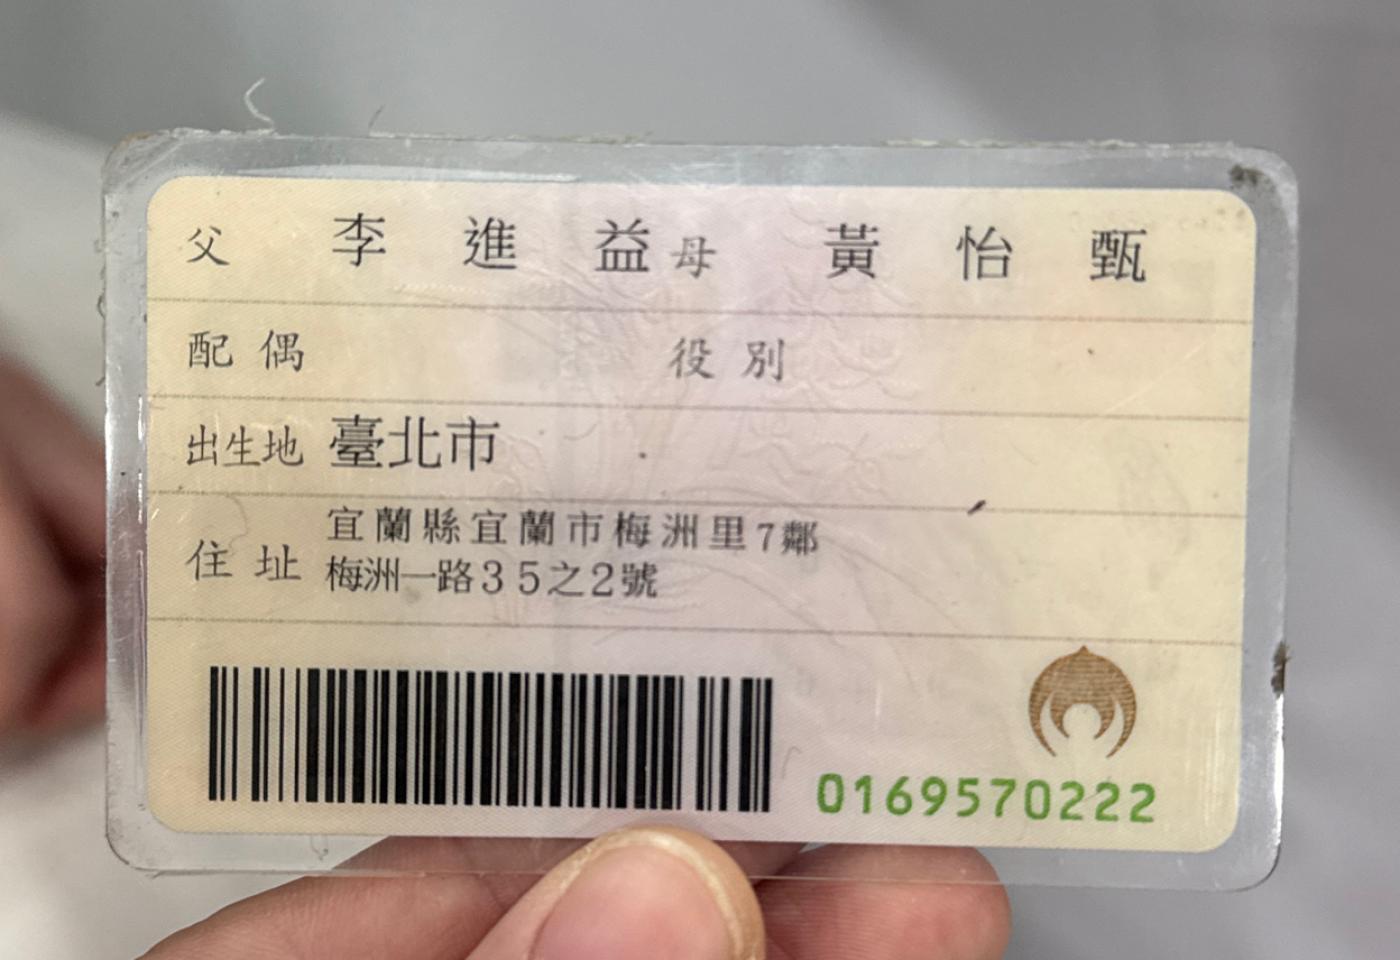 父 李進益 母 黃怡甄
配偶 役別
出生地 臺北市
住址 宜蘭縣宜蘭市梅洲里7鄰
梅洲一路35之2號
0169570222